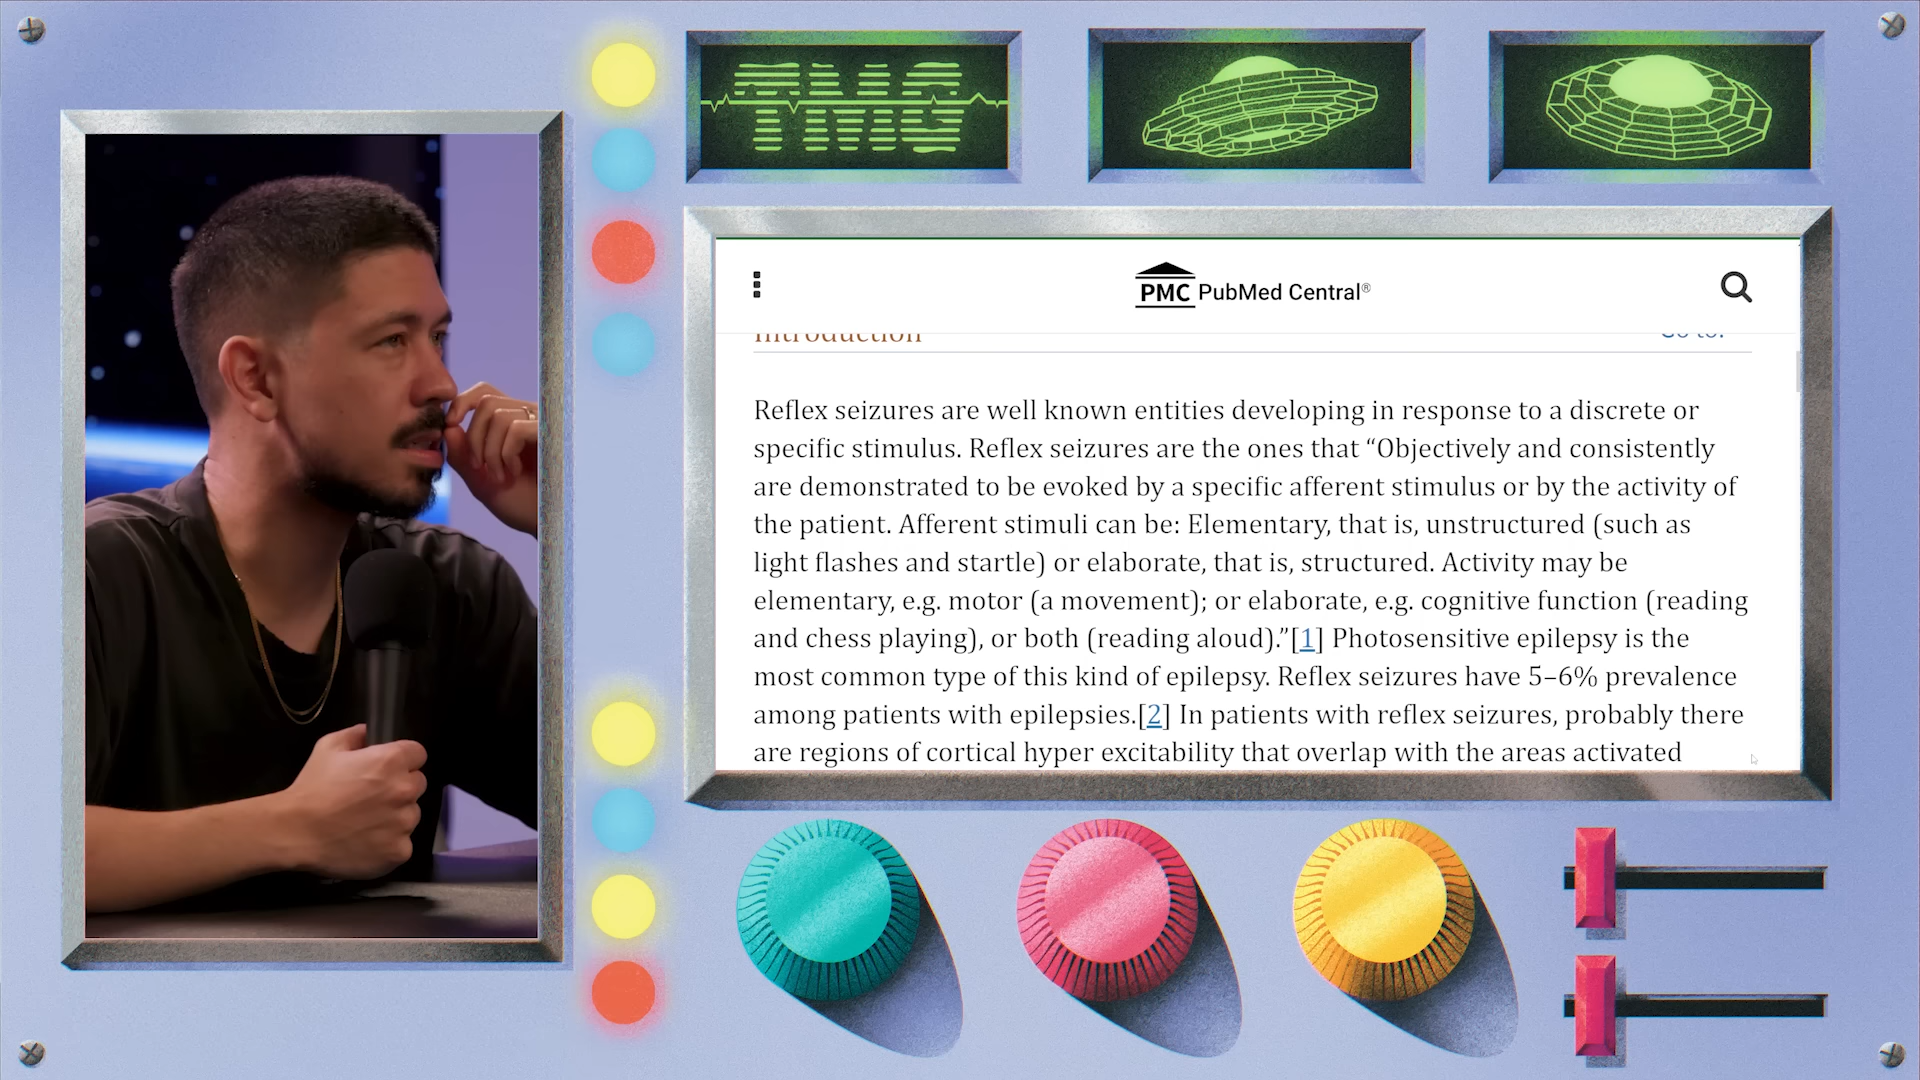 TMG
PMC PubMed Central®
Introduction
Go to:
Reflex seizures are well known entities developing in response to a discrete or
specific stimulus. Reflex seizures are the ones that “Objectively and consistently
are demonstrated to be evoked by a specific afferent stimulus or by the activity of
the patient. Afferent stimuli can be: Elementary, that is, unstructured (such as
light flashes and startle) or elaborate, that is, structured. Activity may be
elementary, e.g. motor (a movement); or elaborate, e.g. cognitive function (reading
and chess playing), or both (reading aloud).”[1] Photosensitive epilepsy is the
most common type of this kind of epilepsy. Reflex seizures have 5–6% prevalence
among patients with epilepsies.[2] In patients with reflex seizures, probably there
are regions of cortical hyper excitability that overlap with the areas activated